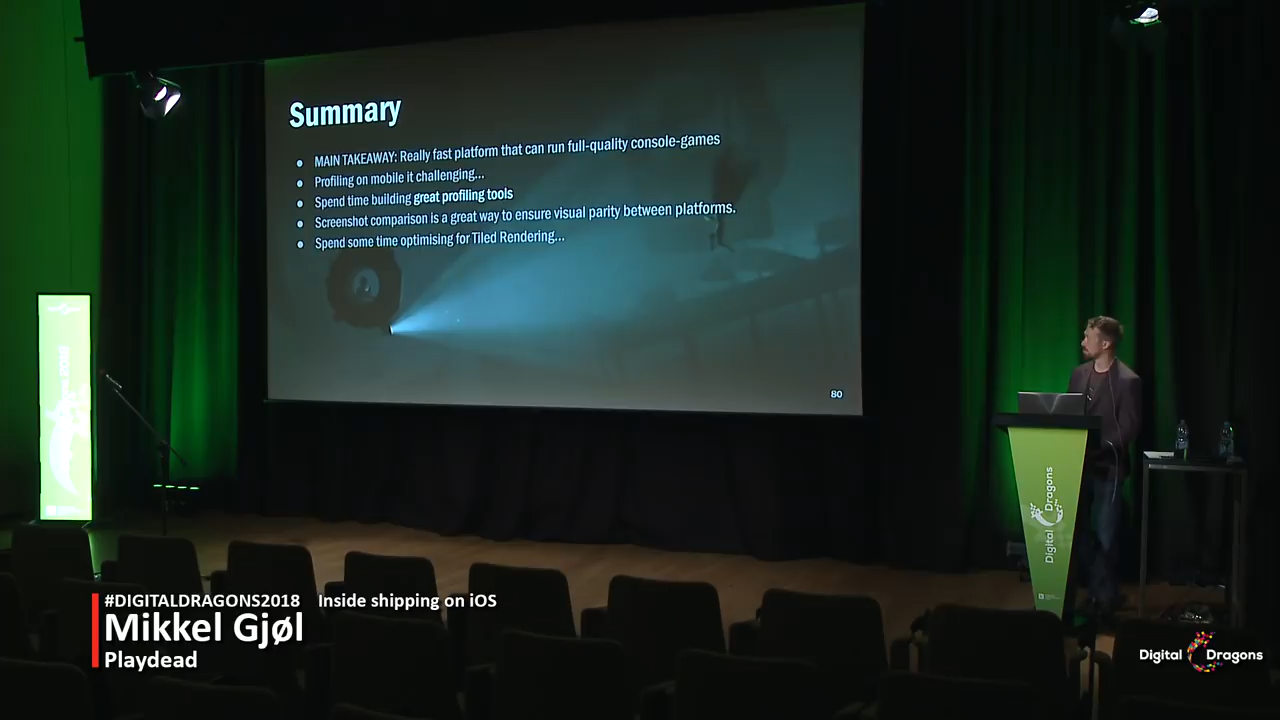 Summary
● MAIN TAKEAWAY: Really fast platform that can run full-quality console-games
● Profiling on mobile it challenging...
● Spend time building great profiling tools
● Screenshot comparison is a great way to ensure visual parity between platforms.
● Spend some time optimising for Tiled Rendering...
80
Digital Dragons
#DIGITALDRAGONS2018 Inside shipping on iOS
Mikkel Gjøl
Playdead
Digital Dragons